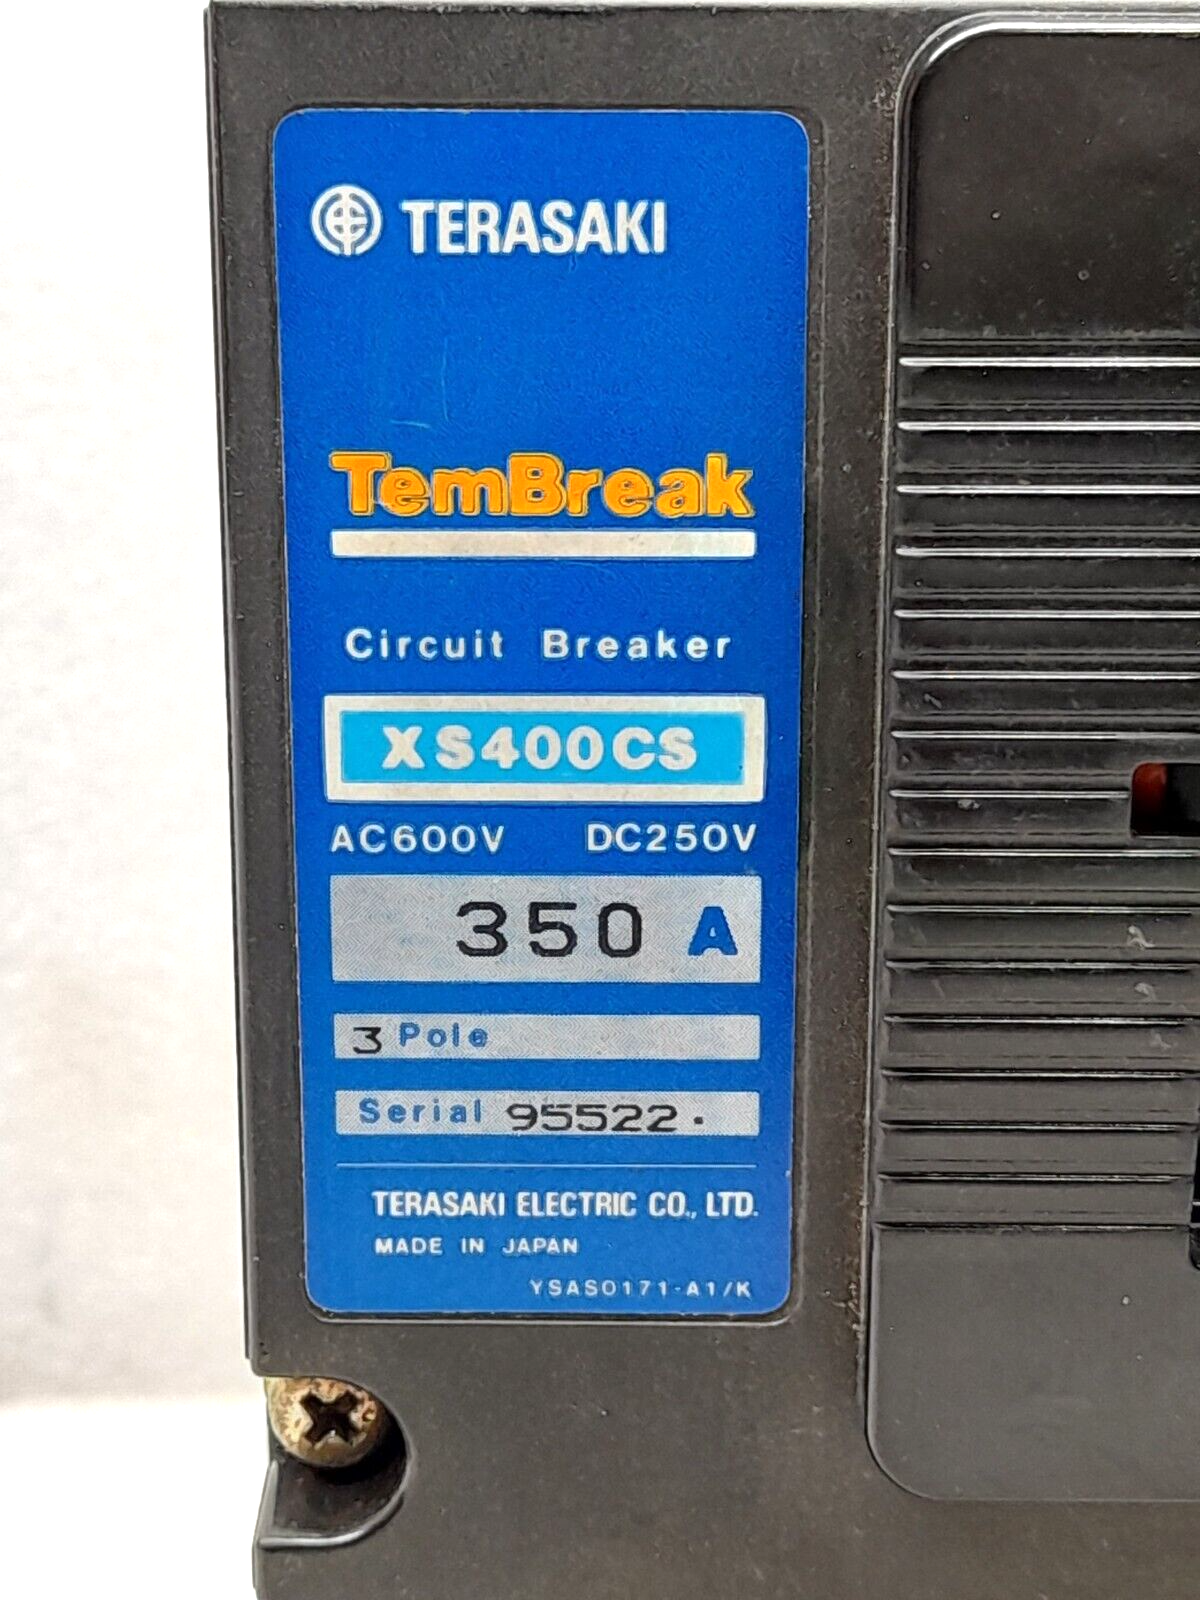 TERASAKI
TemBreak
Circuit Breaker
XS400CS
AC600V DC250V
350 A
3 Pole
Serial 95522.
TERASAKI ELECTRIC CO., LTD.
MADE IN JAPAN
YSAS0171-A1/K